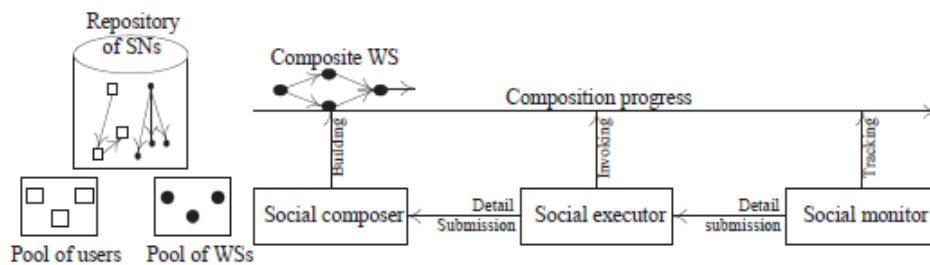 Repository
of SNs
Composite WS
Composition progress
Building
Invoking
Tracking
Social composer
Detail
Submission
Social executor
Detail
submission
Social monitor
Pool of users
Pool of WSs